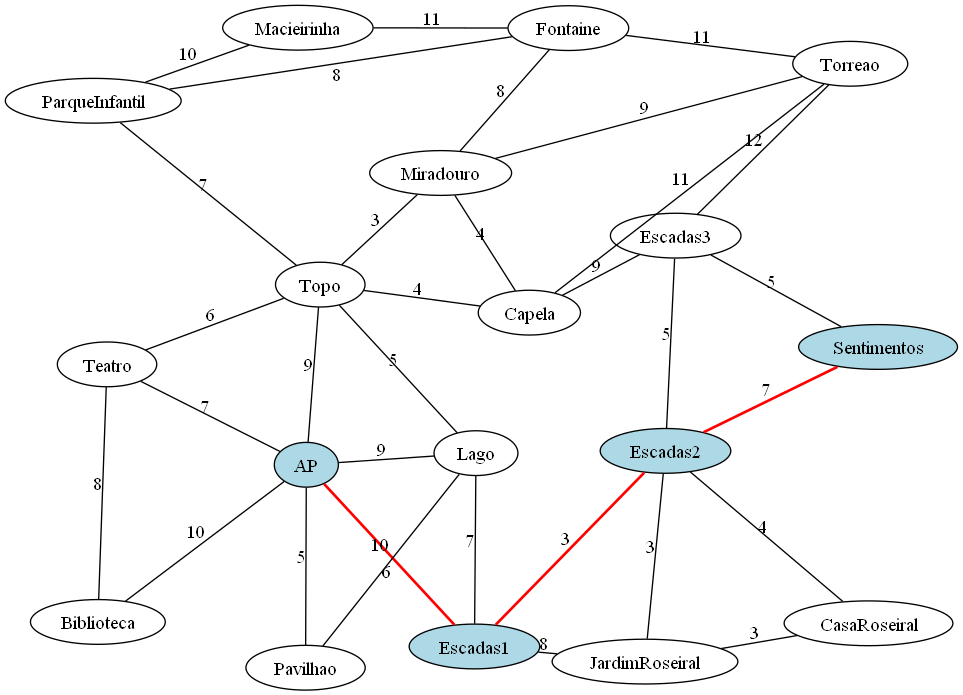 Macieirinha
11
Fontaine
11
Torreao
10
8
ParqueInfantil
8
9
12
7
Miradouro
11
3
4
Escadas3
9
Topo
4
5
Capela
6
5
Sentimentos
Teatro
9
5
7
7
9
Lago
Escadas2
AP
8
10
10
7
3
3
4
5
6
Biblioteca
CasaRoseiral
3
Escadas1
8
JardimRoseiral
Pavilhao